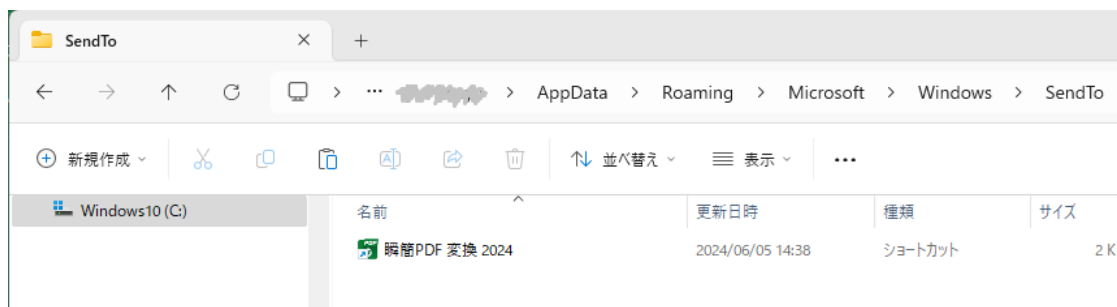 SendTo
AppData > Roaming > Microsoft > Windows > SendTo
新規作成 並べ替え 表示
Windows10 (C:) 名前 更新日時 種類 サイズ
瞬簡PDF 変換 2024 2024/06/05 14:38 ショートカット 2 K